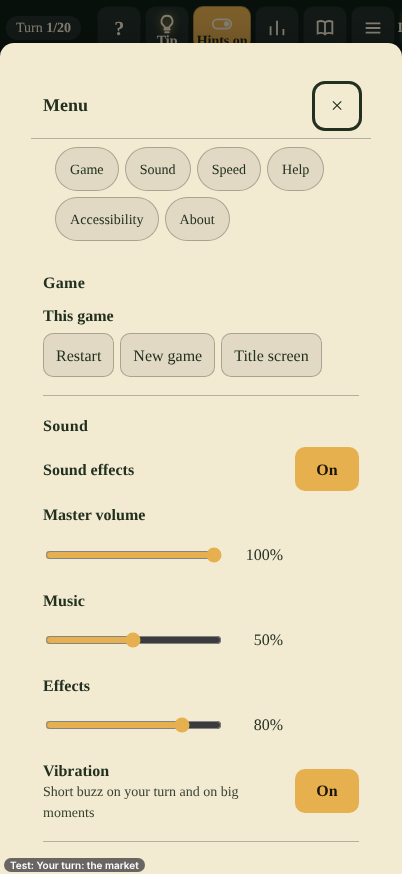 Turn 1/20
?
Tip
Hints on
Menu
×
Game
Sound
Speed
Help
Accessibility
About
Game
This game
Restart
New game
Title screen
Sound
Sound effects
On
Master volume
100%
Music
50%
Effects
80%
Vibration
Short buzz on your turn and on big
moments
On
Test: Your turn: the market